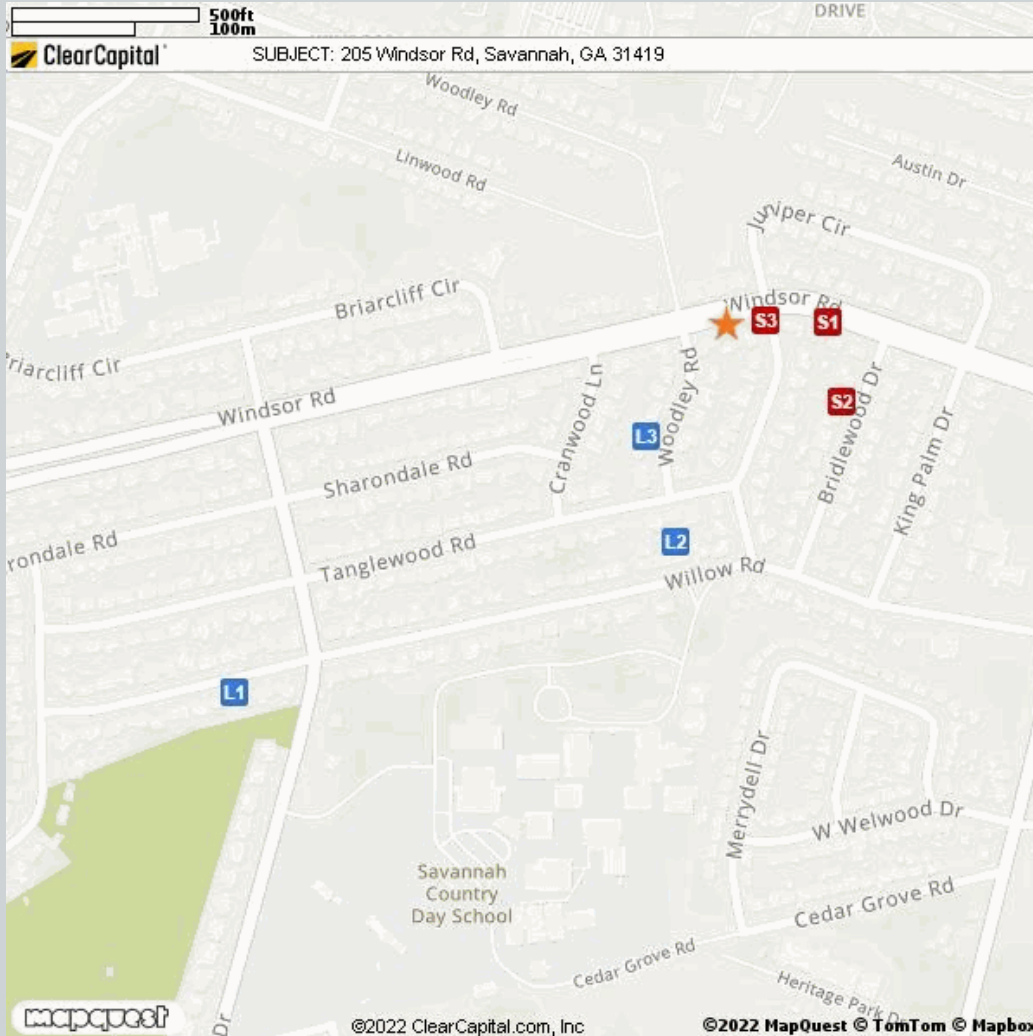 500ft
100m
DRIVE
ClearCapital
SUBJECT: 205 Windsor Rd, Savannah, GA 31419
Woodley Rd
Linwood Rd
Austin Dr
Juniper Cir
Briarcliff Cir
Windsor Rd
S3
S1
Briarcliff Cir
Windsor Rd
Cranwood Ln
Woodley Rd
S2
Bridlewood Dr
L3
King Palm Dr
Sharondale Rd
rondale Rd
Tanglewood Rd
L2
Willow Rd
L1
Merrydell Dr
W Welwood Dr
Savannah
Country
Day School
Cedar Grove Rd
Cedar Grove Rd
Heritage Park Dr
Dr
mapquest
©2022 ClearCapital.com, Inc
©2022 MapQuest © TomTom © Mapbo